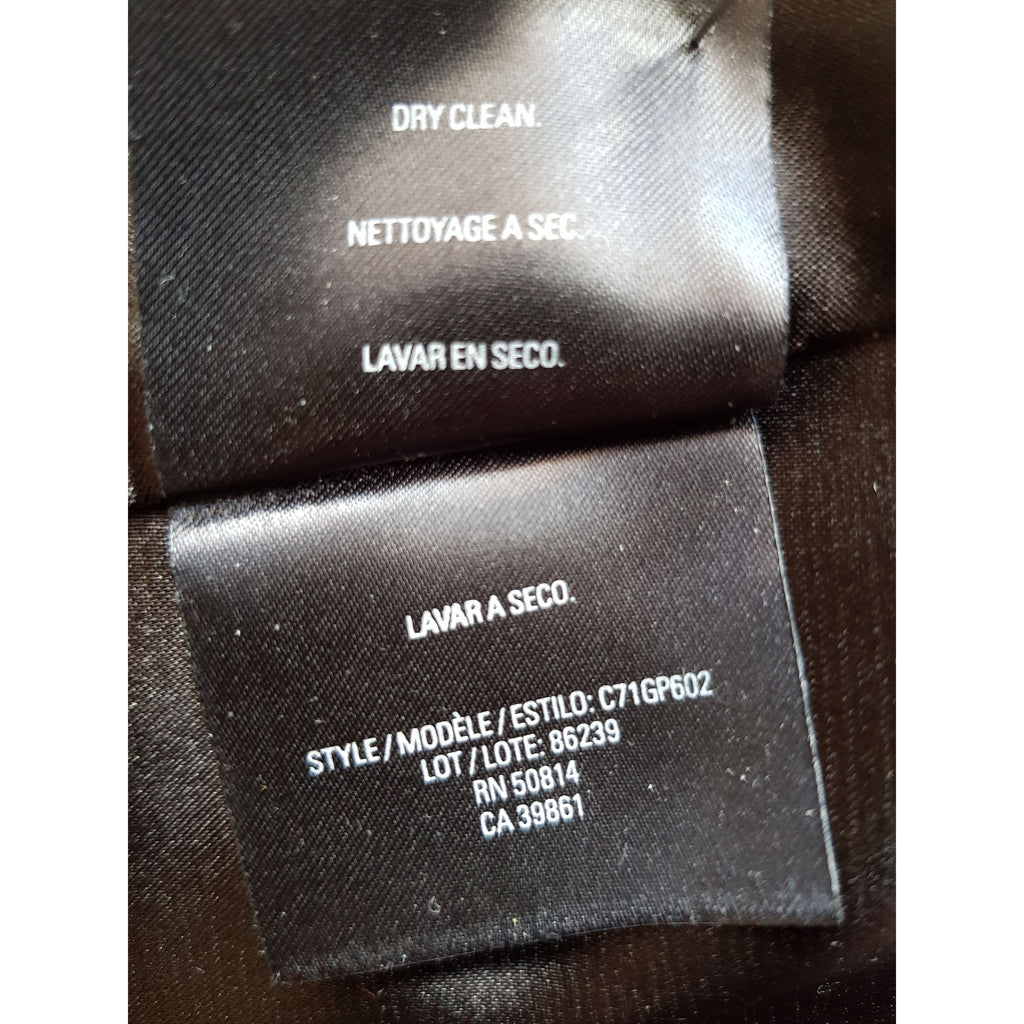 DRY CLEAN.
NETTOYAGE A SEC.
LAVAR EN SECO.
LAVAR A SECO.
STYLE / MODÈLE / ESTILO: C71GP602
LOT / LOTE: 86239
RN 50814
CA 39861